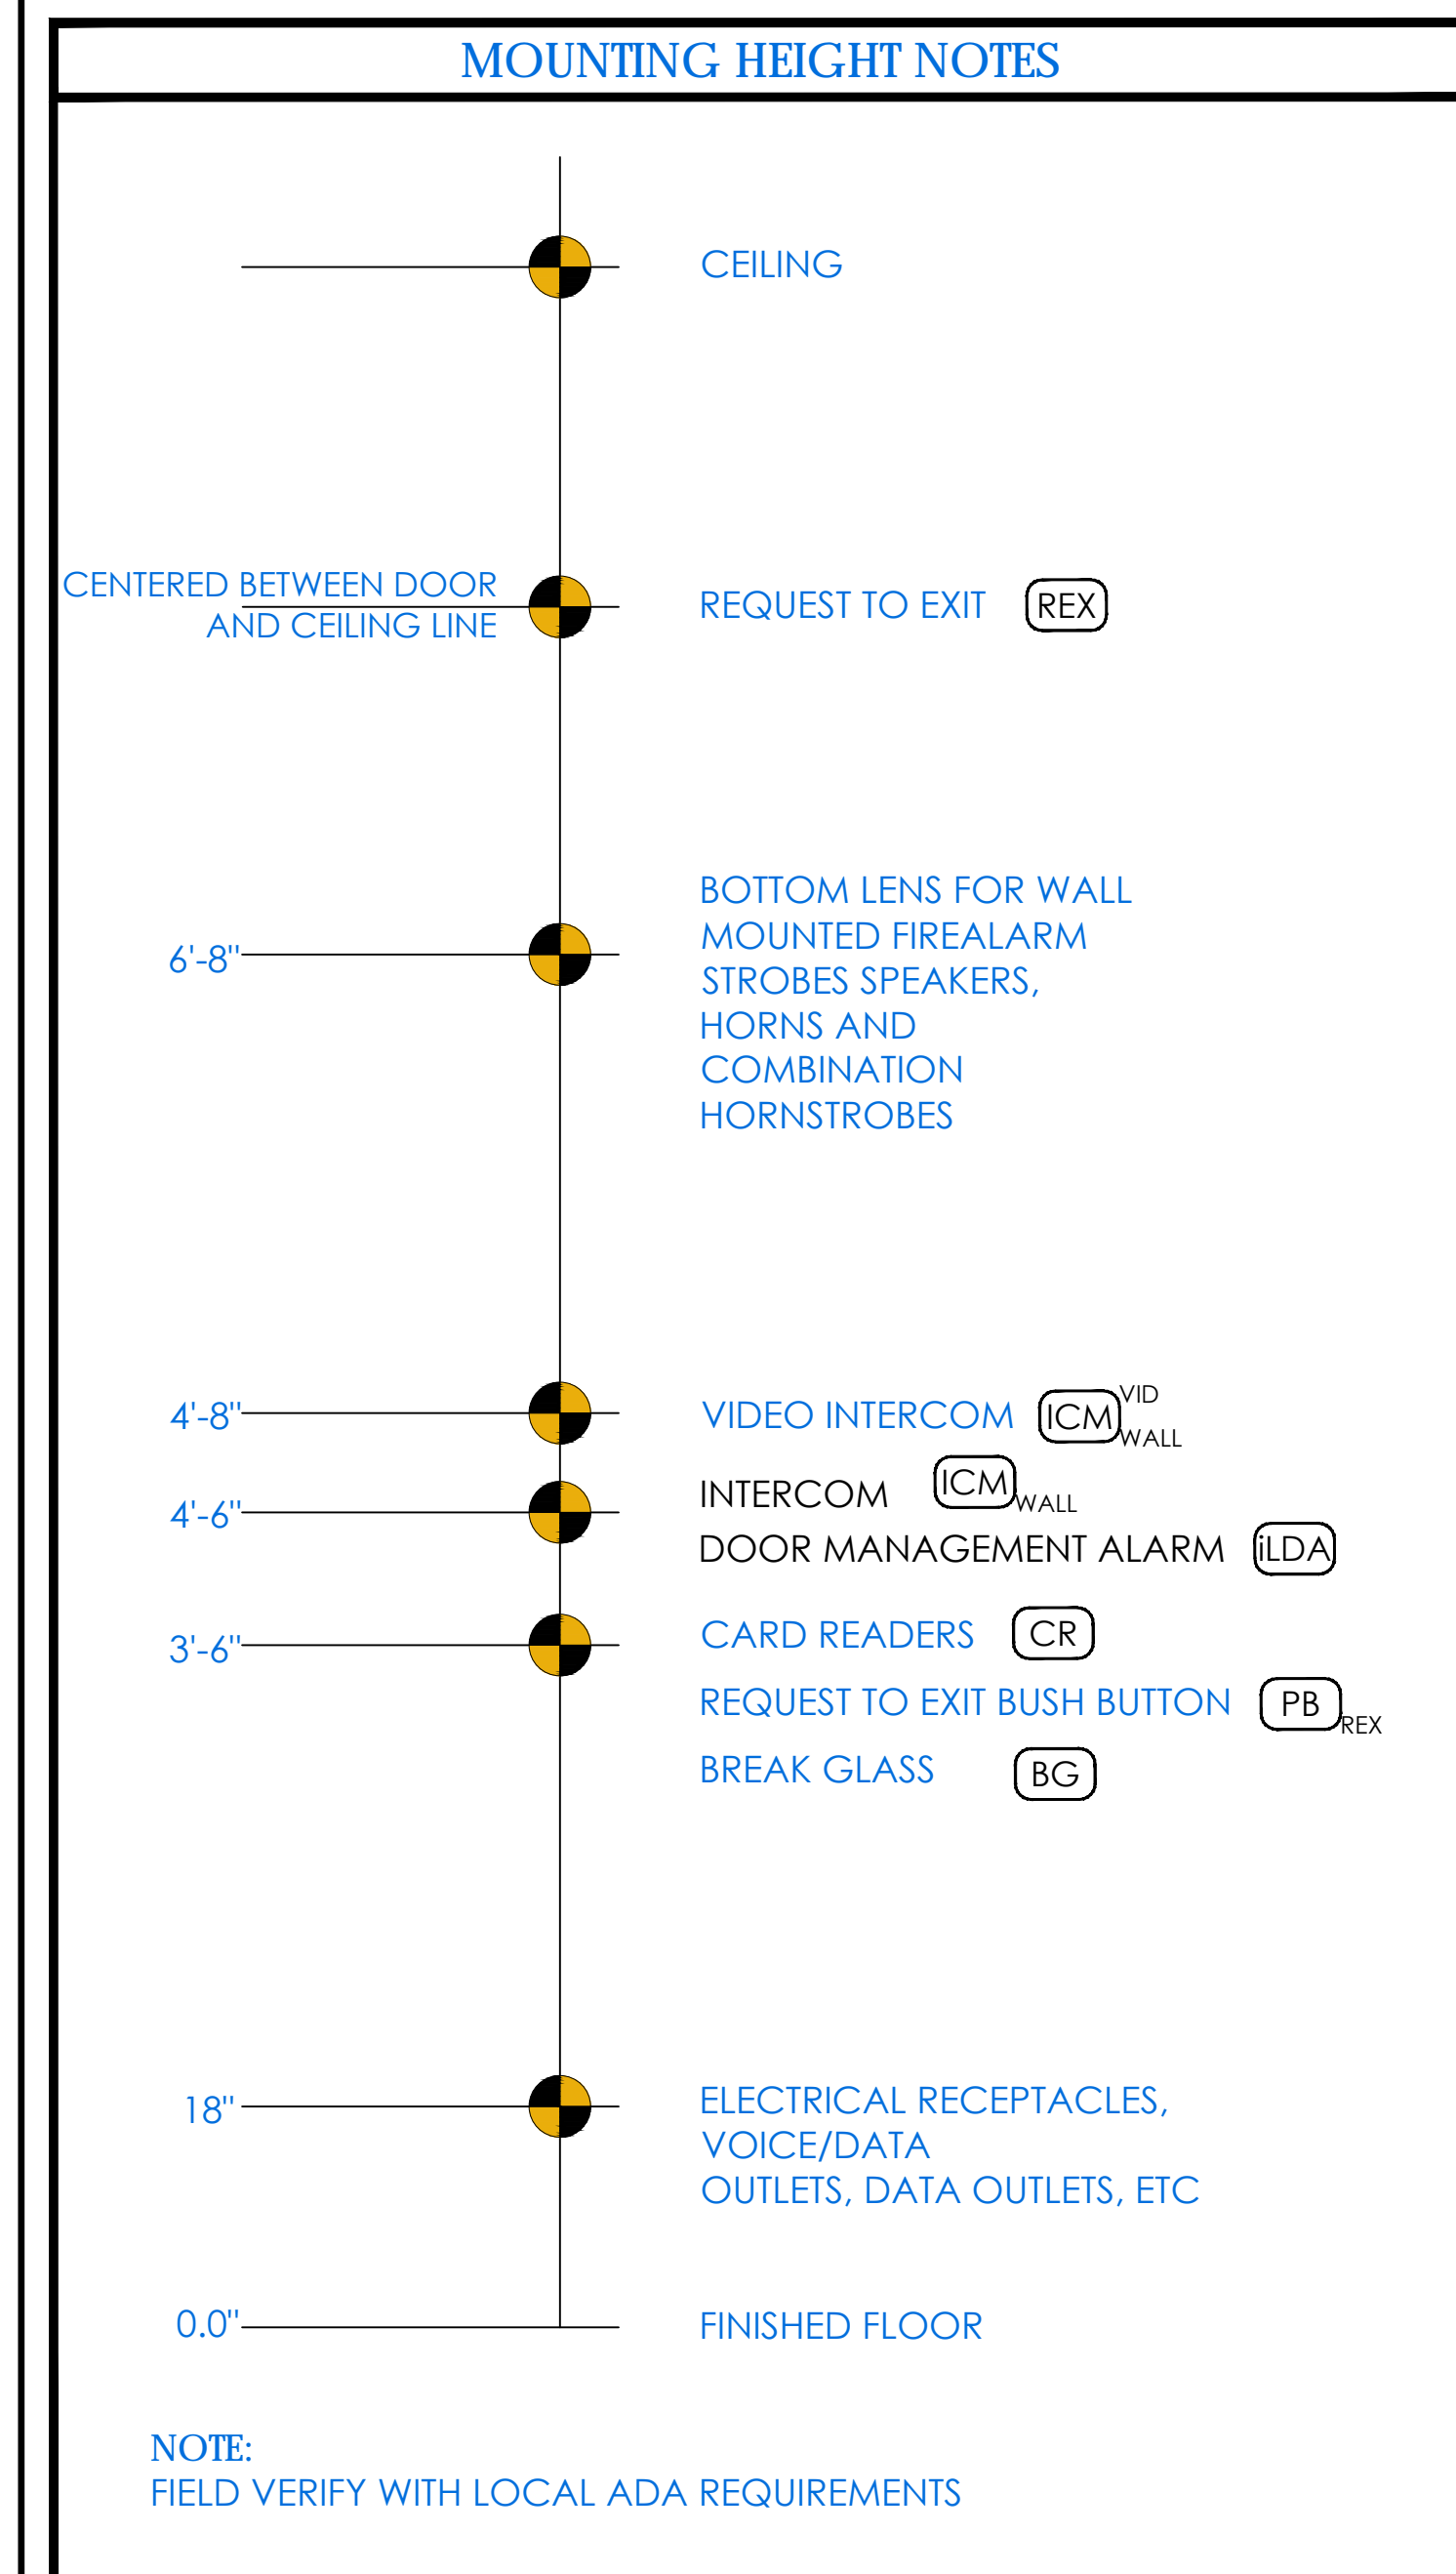 MOUNTING HEIGHT NOTES
CEILING
CENTERED BETWEEN DOOR
AND CEILING LINE
REQUEST TO EXIT REX
6'-8"
BOTTOM LENS FOR WALL
MOUNTED FIREALARM
STROBES SPEAKERS,
HORNS AND
COMBINATION
HORNSTROBES
4'-8" VIDEO INTERCOM ICM VID WALL
4'-6" INTERCOM ICM WALL
DOOR MANAGEMENT ALARM iLDA
3'-6" CARD READERS CR
REQUEST TO EXIT BUSH BUTTON PB REX
BREAK GLASS BG
18" ELECTRICAL RECEPTACLES,
VOICE/DATA
OUTLETS, DATA OUTLETS, ETC
0.0" FINISHED FLOOR
NOTE:
FIELD VERIFY WITH LOCAL ADA REQUIREMENTS